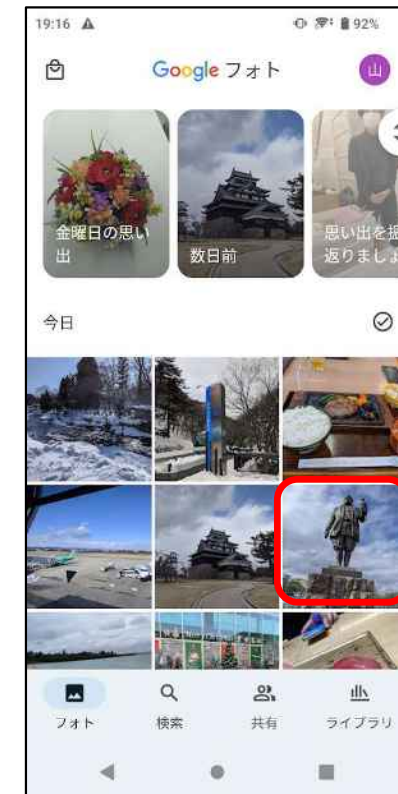 19:16
92%
Google フォト
山
金曜日の思い
出
数日前
思い出を振
返りましょ
今日
フォト
検索
共有
ライブラリ